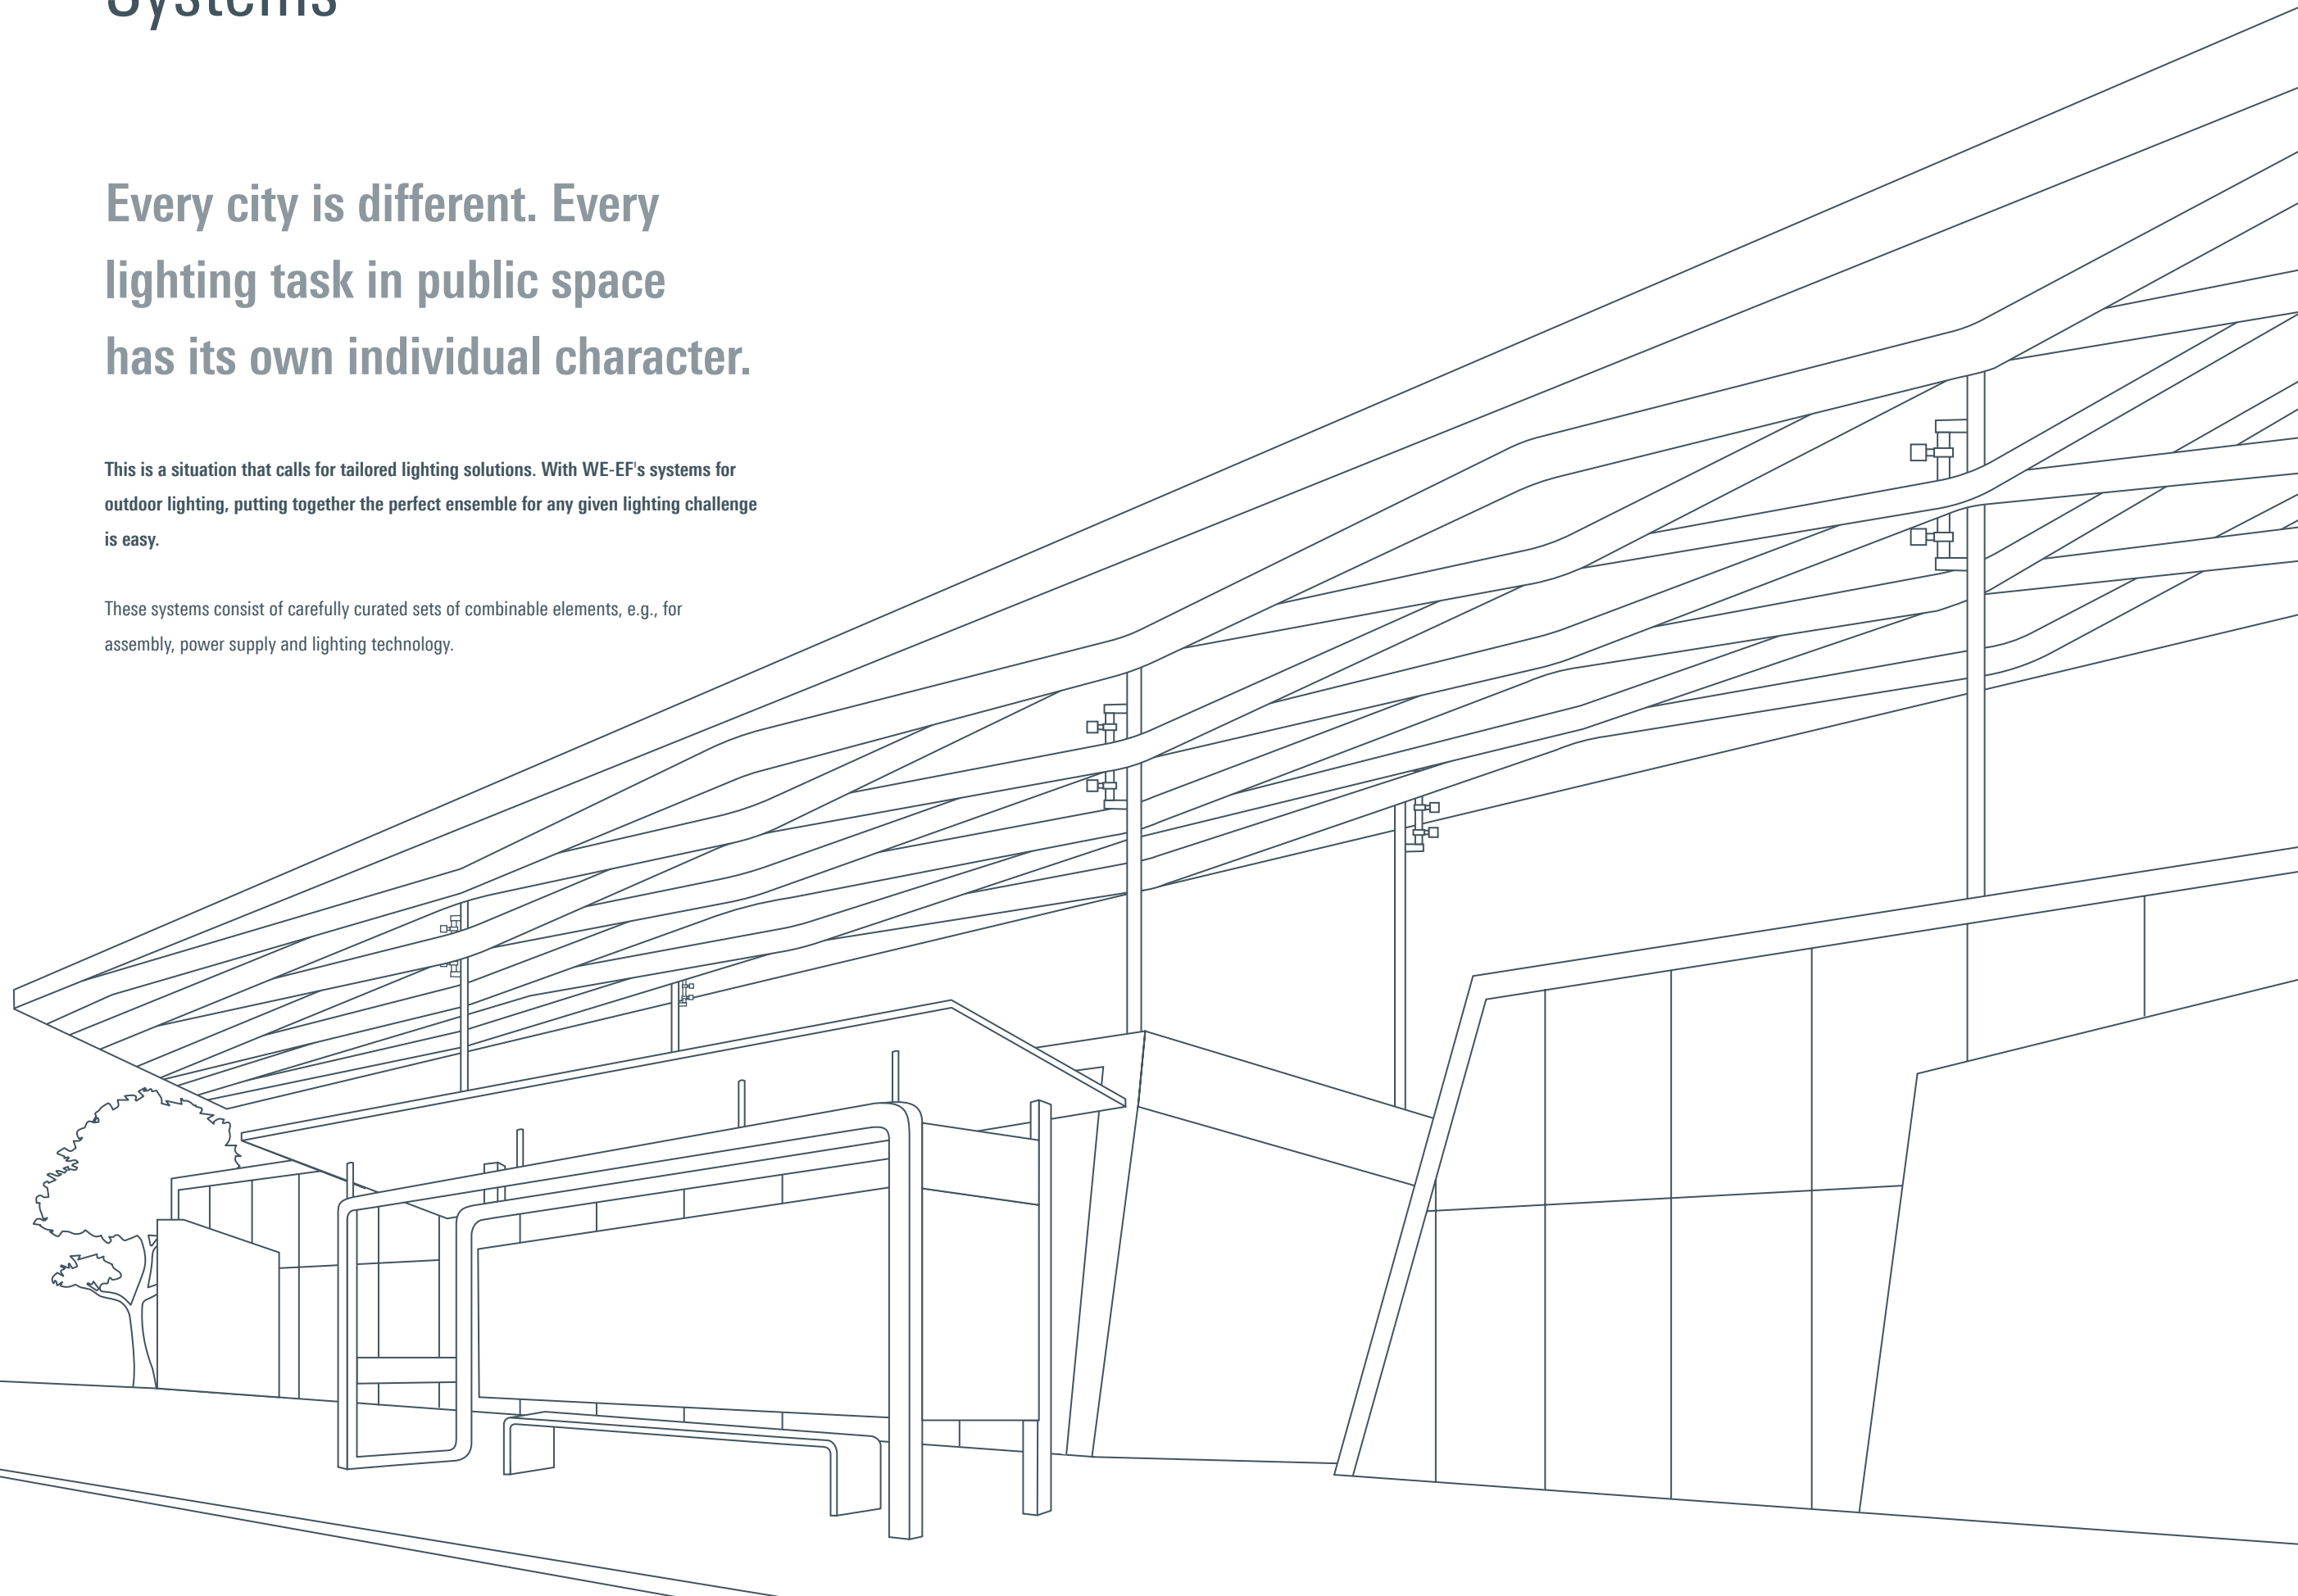 Systems
Every city is different. Every
lighting task in public space
has its own individual character.
This is a situation that calls for tailored lighting solutions. With WE-EF's systems for
outdoor lighting, putting together the perfect ensemble for any given lighting challenge
is easy.
These systems consist of carefully curated sets of combinable elements, e.g., for
assembly, power supply and lighting technology.